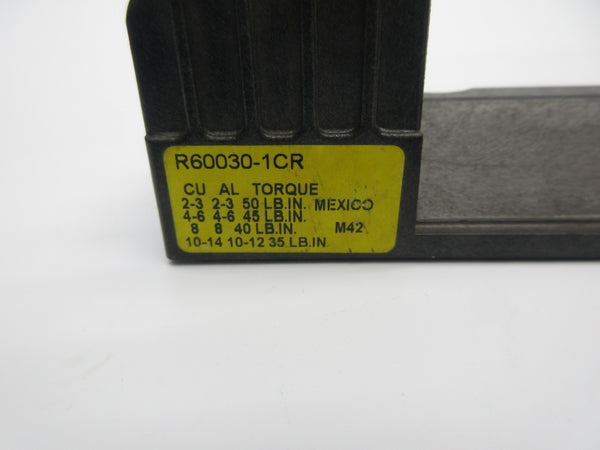 R60030-1CR
CU AL TORQUE
2-3 2-3 50 LB.IN. MEXICO
4-6 4-6 45 LB.IN.
8 8 40 LB.IN. M42
10-14 10-12 35 LB.IN.